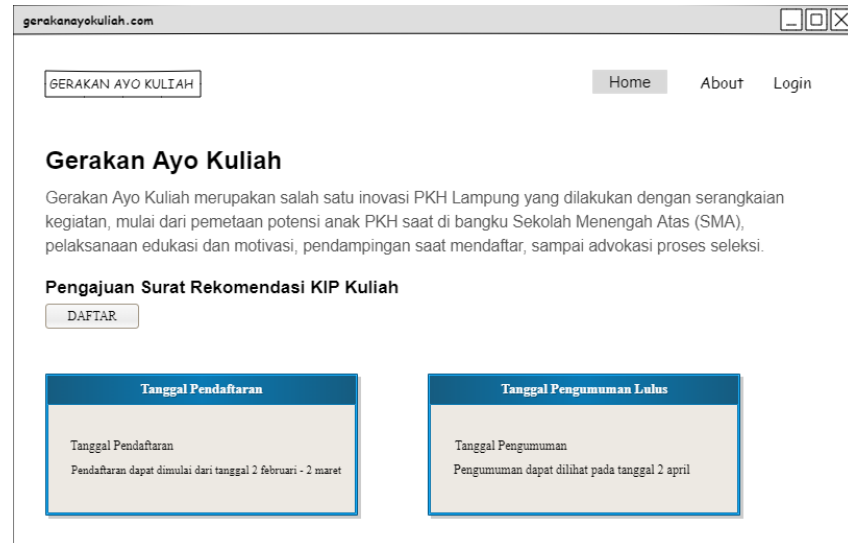 gerakanayokuliah.com
GERAKAN AYO KULIAH
Home About Login
Gerakan Ayo Kuliah
Gerakan Ayo Kuliah merupakan salah satu inovasi PKH Lampung yang dilakukan dengan serangkaian
kegiatan, mulai dari pemetaan potensi anak PKH saat di bangku Sekolah Menengah Atas (SMA),
pelaksanaan edukasi dan motivasi, pendampingan saat mendaftar, sampai advokasi proses seleksi.
Pengajuan Surat Rekomendasi KIP Kuliah
DAFTAR
Tanggal Pendaftaran
Tanggal Pendaftaran
Pendaftaran dapat dimulai dari tanggal 2 februari - 2 maret
Tanggal Pengumuman Lulus
Tanggal Pengumuman
Pengumuman dapat dilihat pada tanggal 2 april